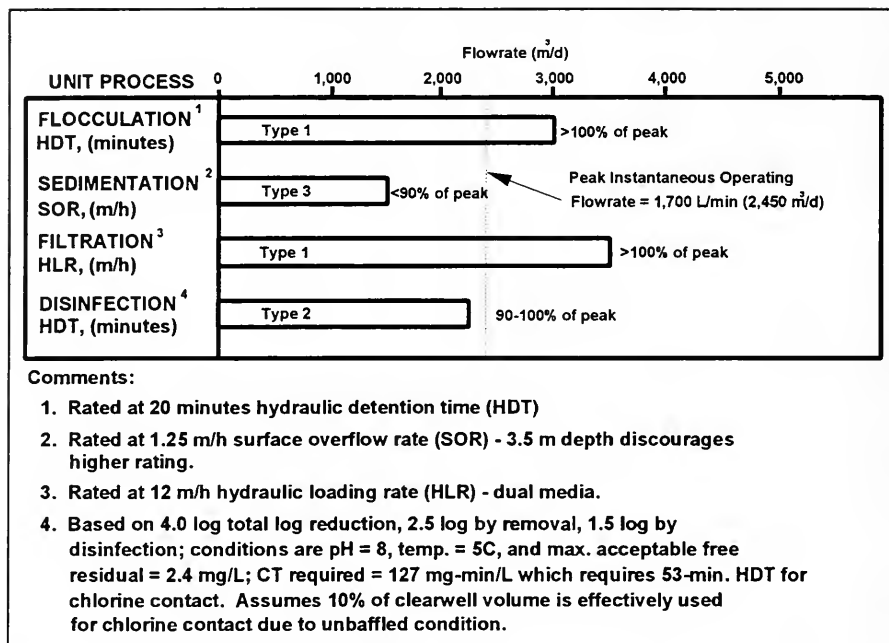 Flowrate (m³/d)
UNIT PROCESS 0 1,000 2,000 3,000 4,000 5,000
FLOCCULATION 1
HDT, (minutes)
Type 1
>100% of peak
SEDIMENTATION 2
SOR, (m/h)
Type 3
<90% of peak
Peak Instantaneous Operating
Flowrate = 1,700 L/min (2,450 m³/d)
FILTRATION 3
HLR, (m/h)
Type 1
>100% of peak
DISINFECTION 4
HDT, (minutes)
Type 2
90-100% of peak
Comments:
1. Rated at 20 minutes hydraulic detention time (HDT)
2. Rated at 1.25 m/h surface overflow rate (SOR) - 3.5 m depth discourages
higher rating.
3. Rated at 12 m/h hydraulic loading rate (HLR) - dual media.
4. Based on 4.0 log total log reduction, 2.5 log by removal, 1.5 log by
disinfection; conditions are pH = 8, temp. = 5C, and max. acceptable free
residual = 2.4 mg/L; CT required = 127 mg-min/L which requires 53-min. HDT for
chlorine contact. Assumes 10% of clearwell volume is effectively used
for chlorine contact due to unbaffled condition.